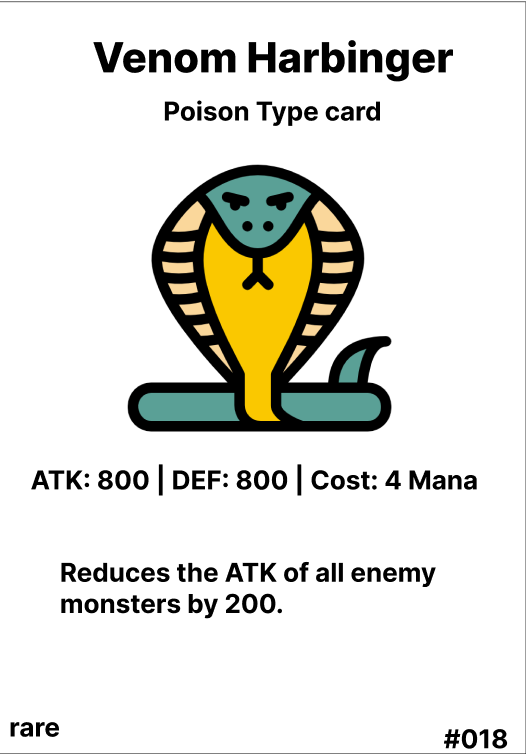 Venom Harbinger
Poison Type card
ATK: 800 | DEF: 800 | Cost: 4 Mana
Reduces the ATK of all enemy
monsters by 200.
rare
#018